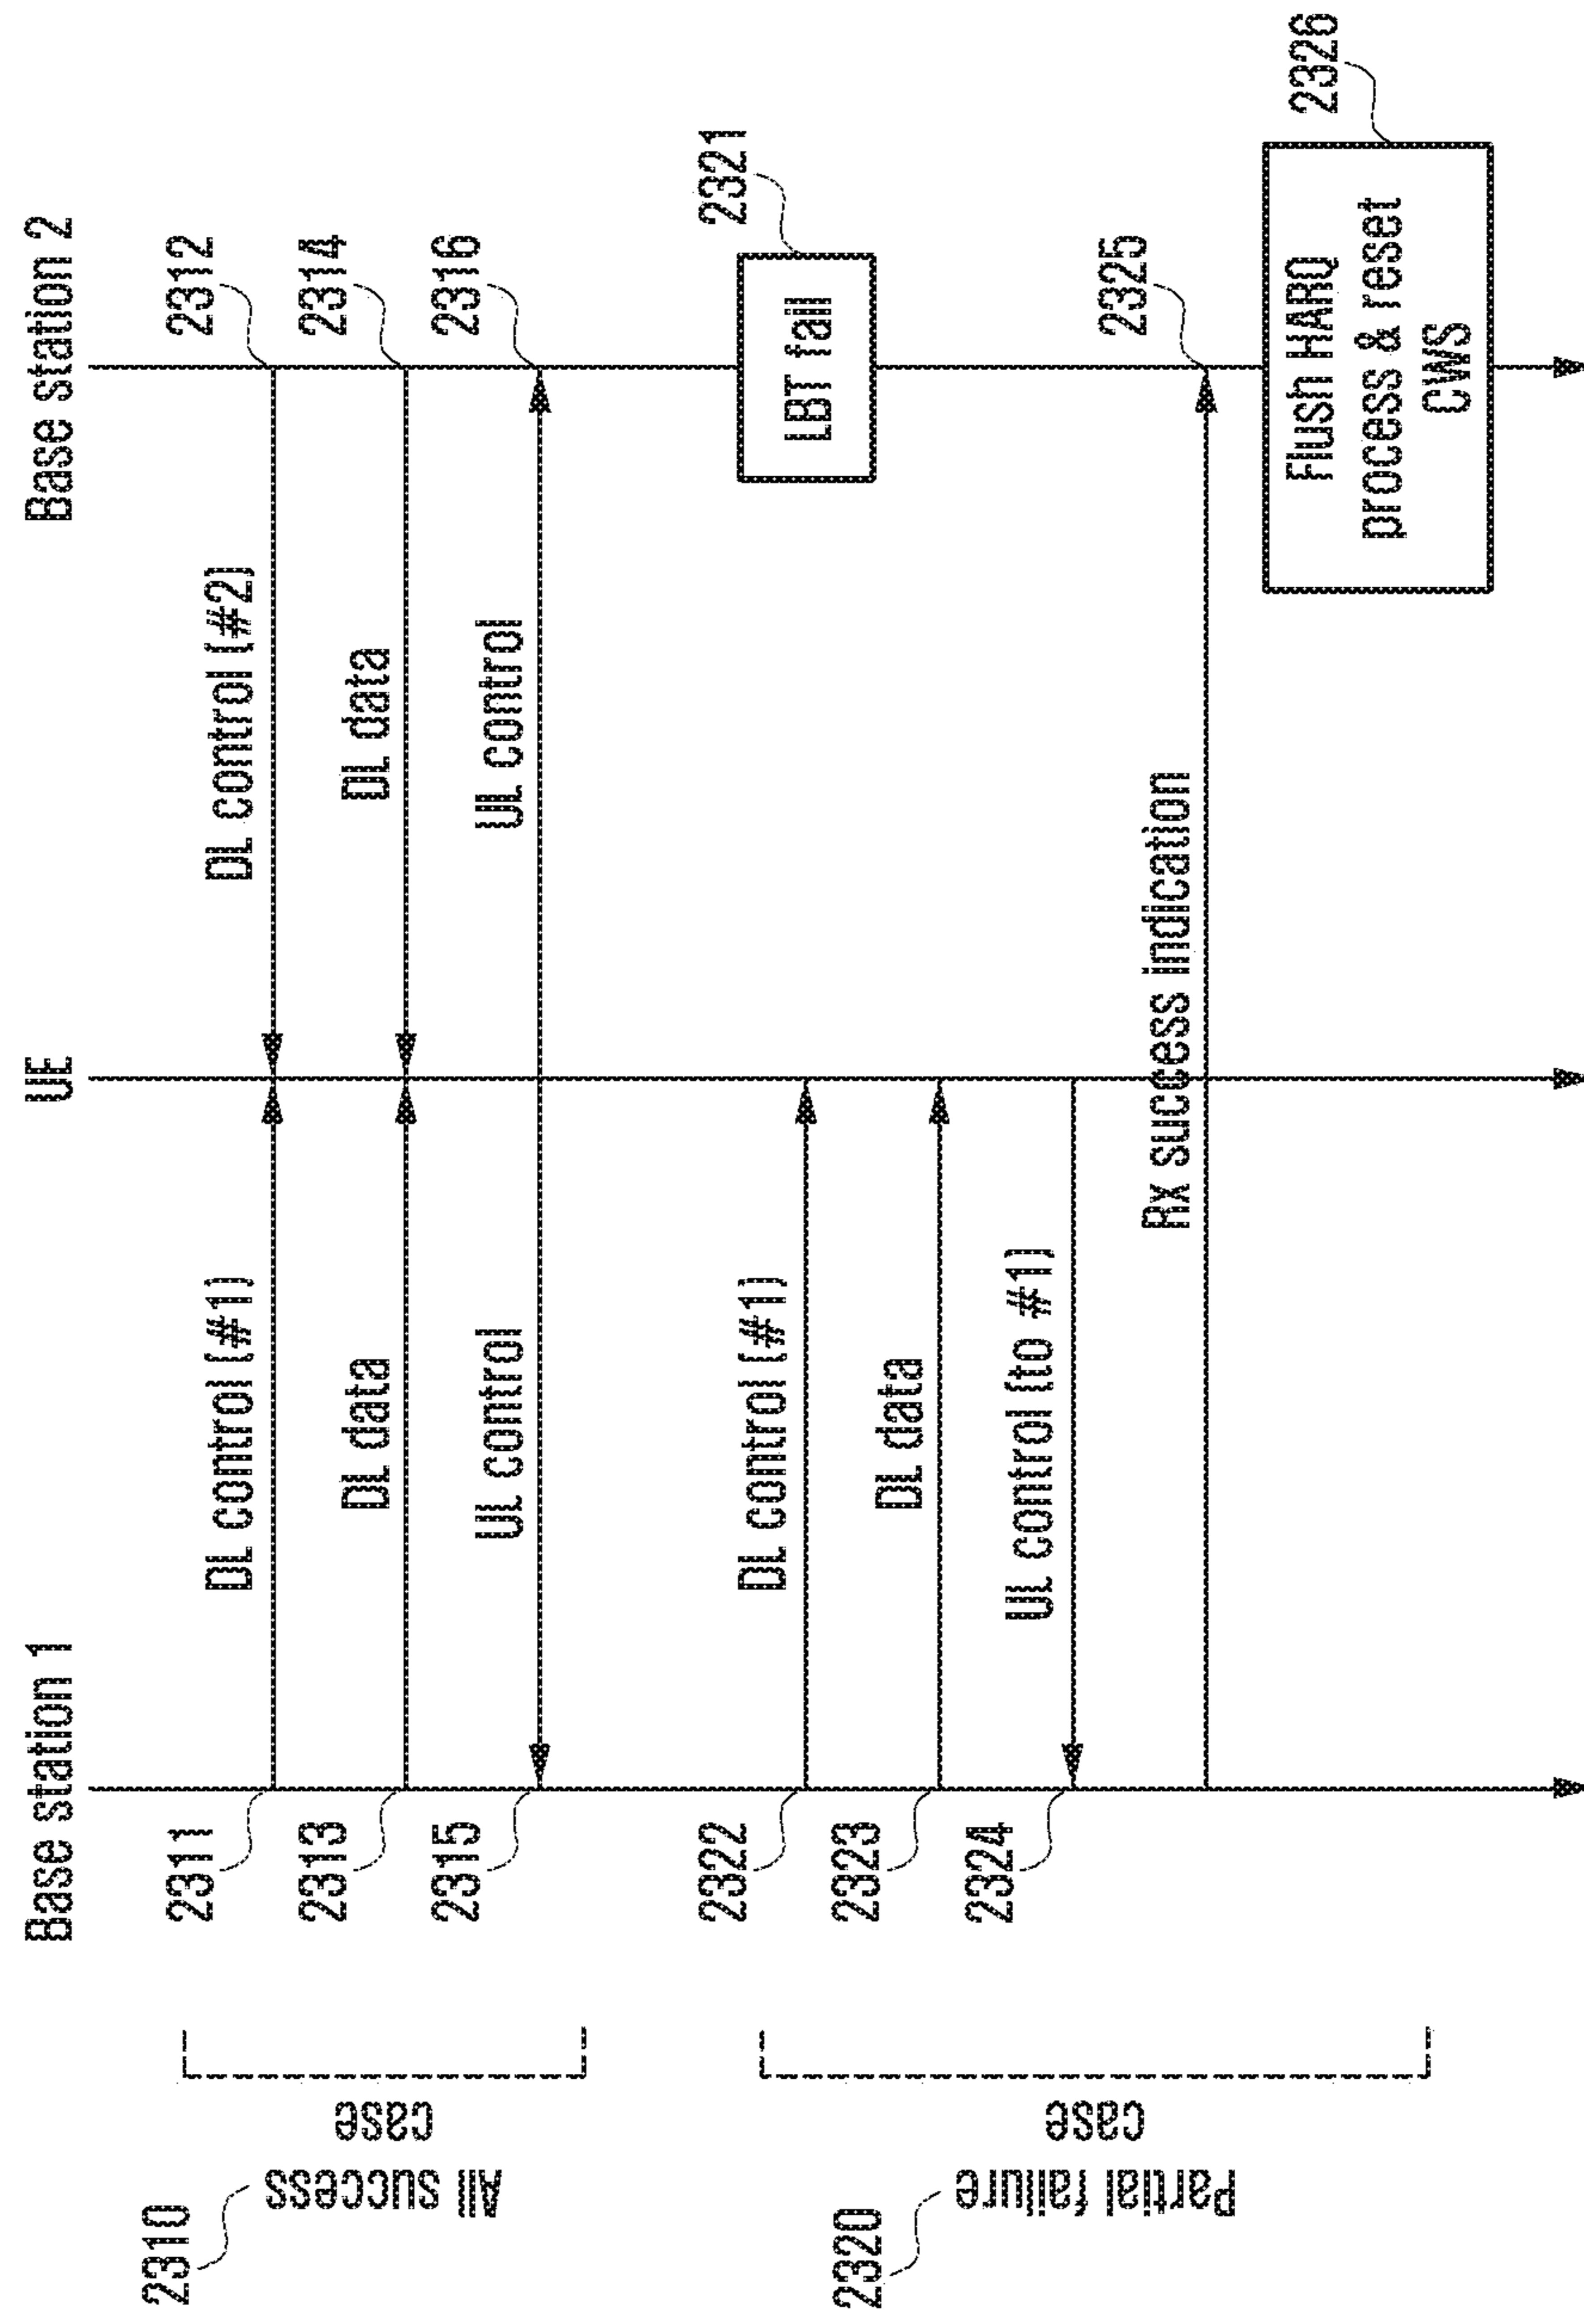 Base station 1
UE
Base station 2
2310
All success
case
2311
DL control (#1)
DL control (#2)
2312
2313
DL data
DL data
2314
2315
UL control
UL control
2316
2320
Partial failure
case
LBT fail
2321
2322
DL control (#1)
2323
DL data
2324
UL control (to #1)
Rx success indication
2325
Flush HARQ
process & reset
CWS
2326